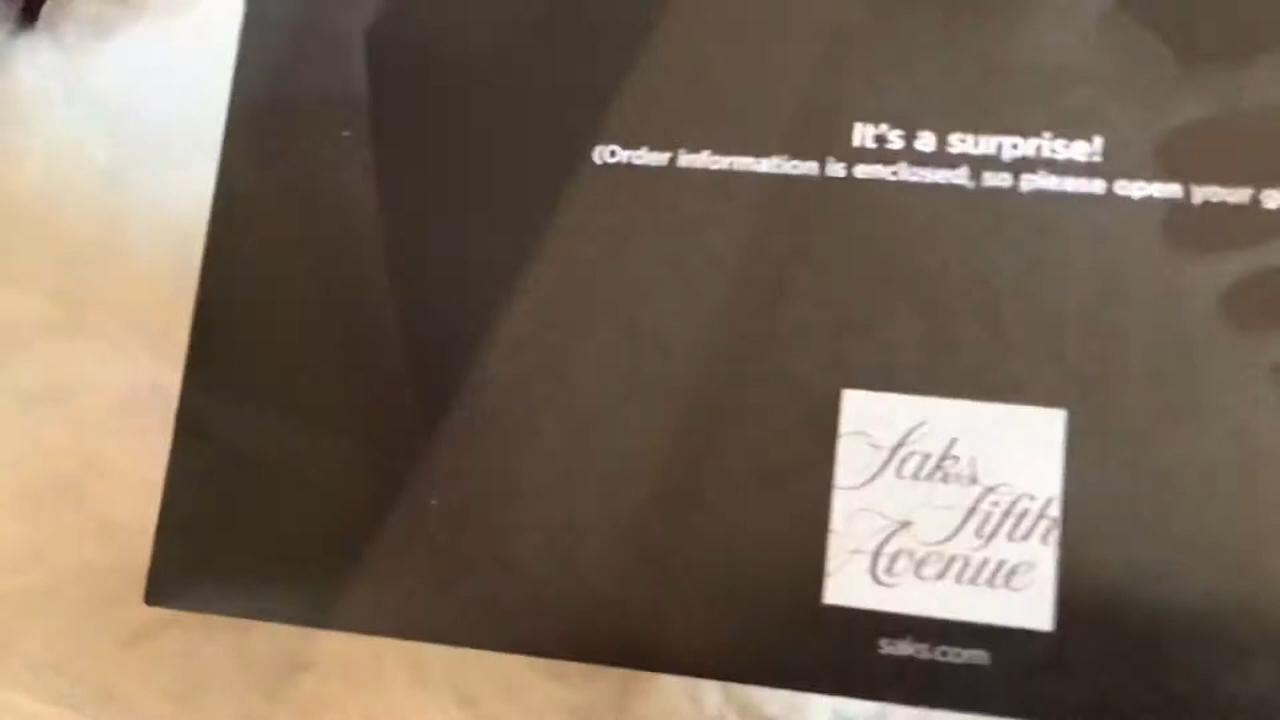 It's a surprise!
(Order information is enclosed, so please open your g
Saks
Fifth
Avenue
saks.com